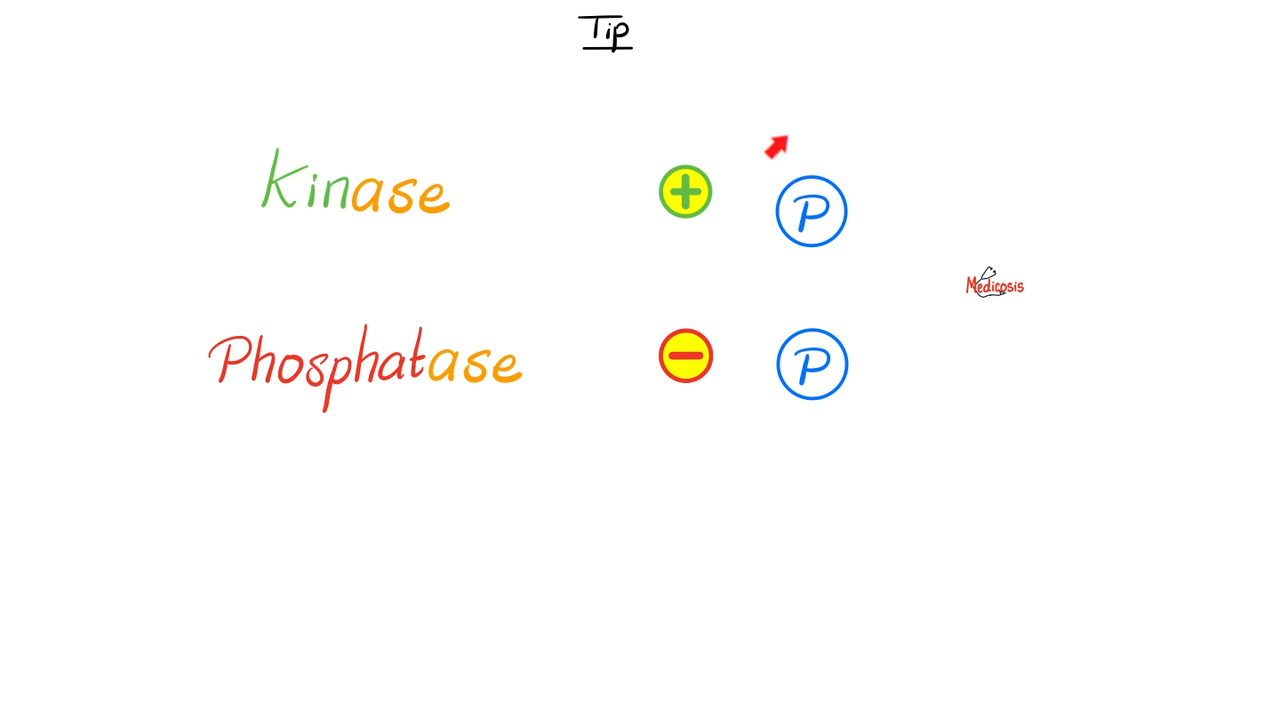 Tip
Kinase
+ P
Medicosis
Phosphatase
- P